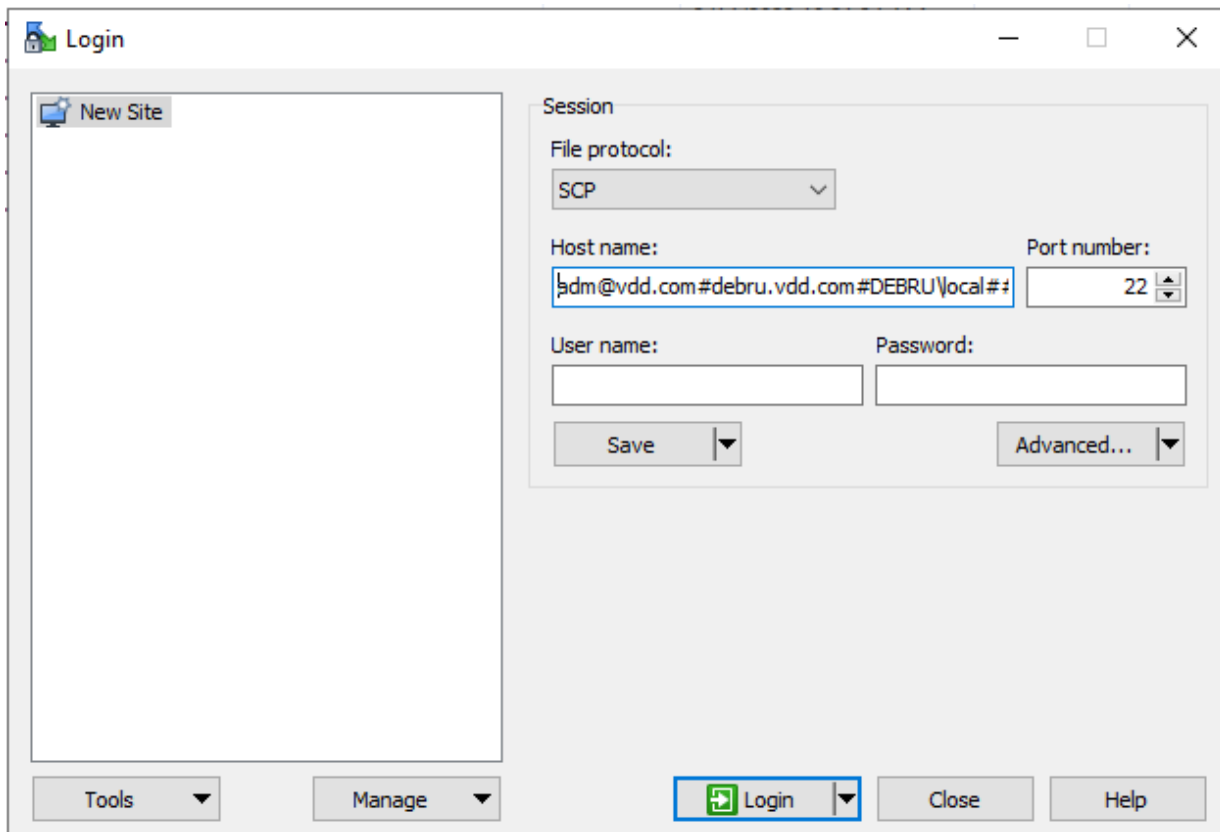 Login
New Site
Session
File protocol:
SCP
Host name:
Port number:
adm@vdd.com#debru.vdd.com#DEBRU\local##
22
User name:
Password:
Save
Advanced...
Tools
Manage
Login
Close
Help